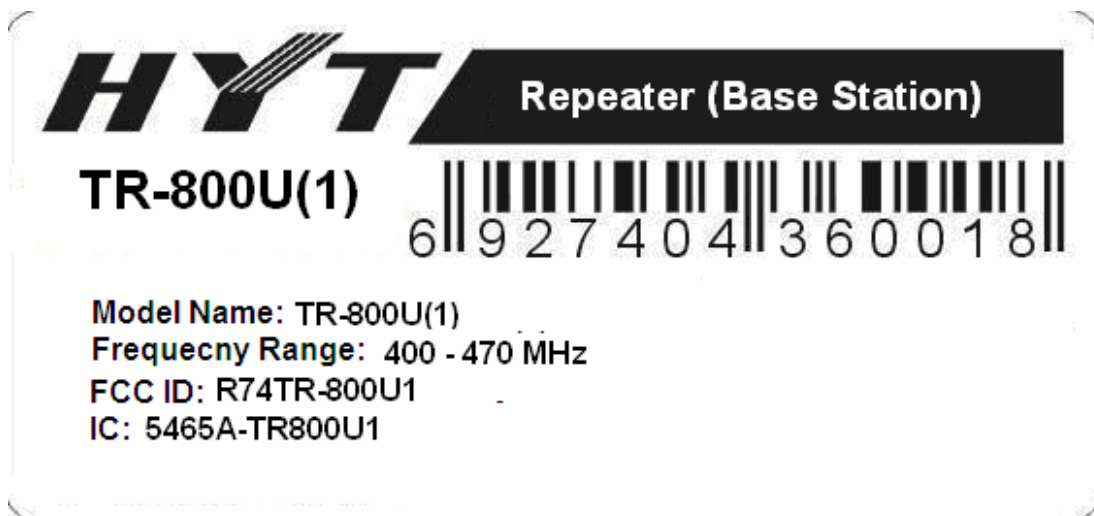 HYT Repeater (Base Station)
TR-800U(1)
6 927404 360018
Model Name: TR-800U(1)
Frequecny Range: 400 - 470 MHz
FCC ID: R74TR-800U1
IC: 5465A-TR800U1